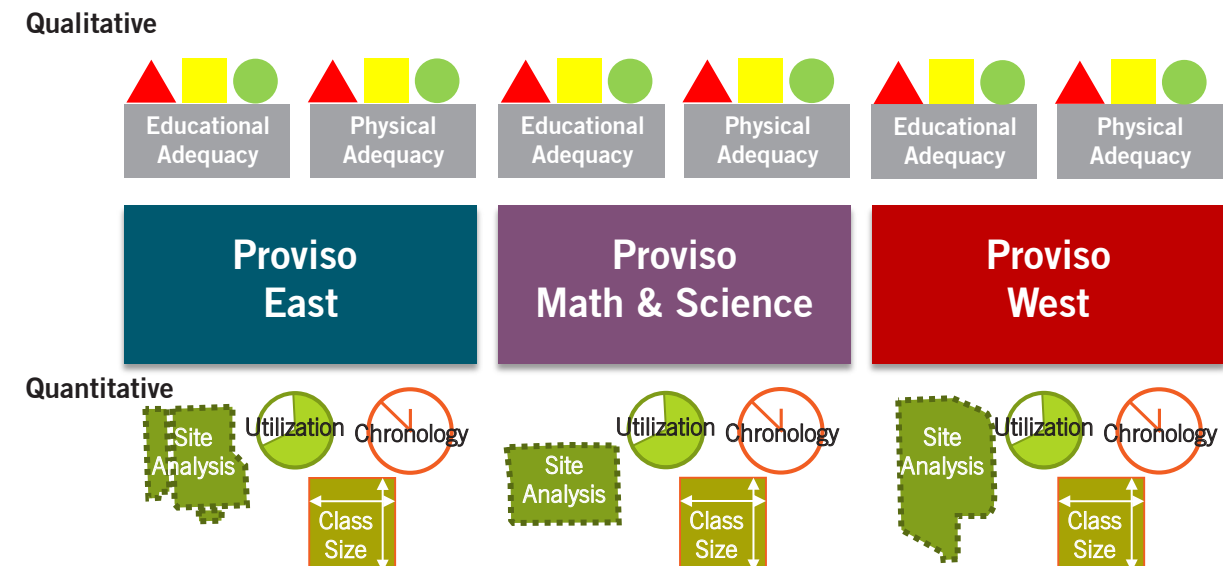 Qualitative
Educational
Adequacy
Physical
Adequacy
Educational
Adequacy
Physical
Adequacy
Educational
Adequacy
Physical
Adequacy
Proviso
East
Proviso
Math & Science
Proviso
West
Quantitative
Site
Analysis
Utilization
Chronology
Class
Size
Site
Analysis
Utilization
Chronology
Class
Size
Site
Analysis
Utilization
Chronology
Class
Size